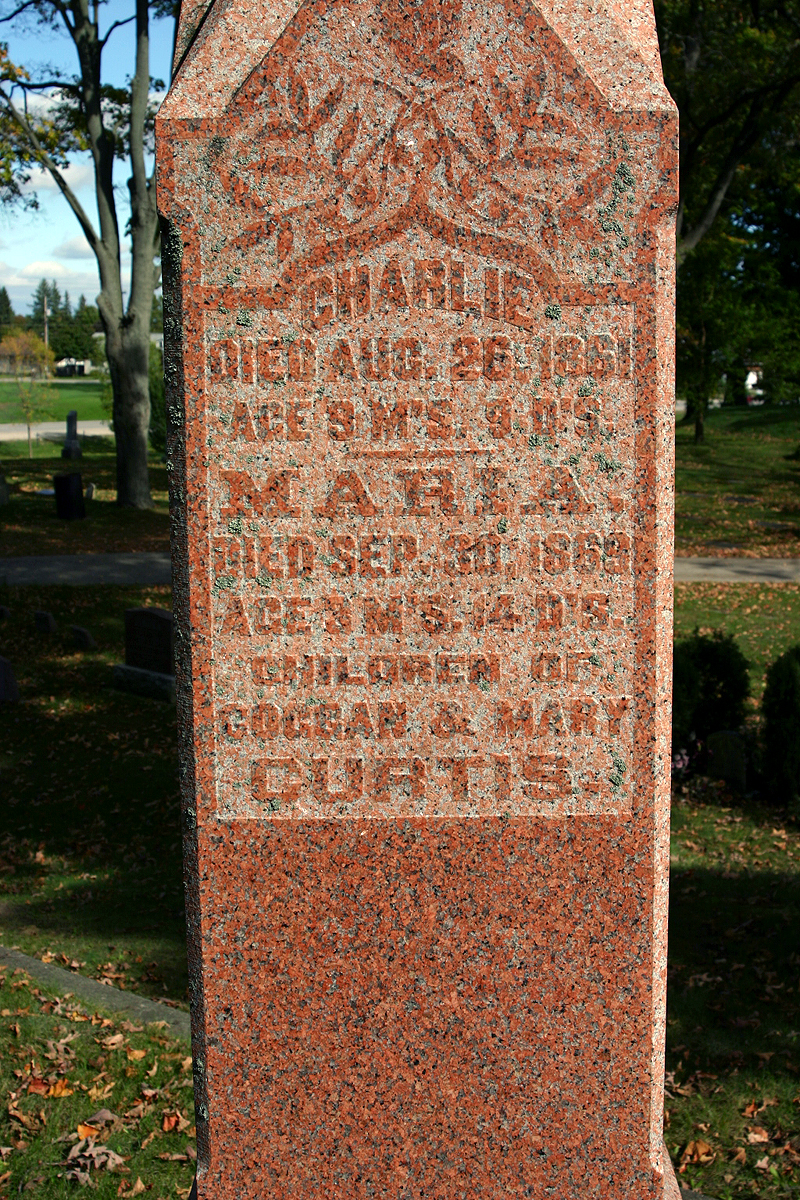 CHARLIE
DIED AUG. 26. 1861
AGE 9 M'S. 9 D'S.
MARIA.
DIED SEP. 30. 1869
AGE 3 M'S. 14 D'S.
CHILDREN OF
COGGAN & MARY
CURTIS.